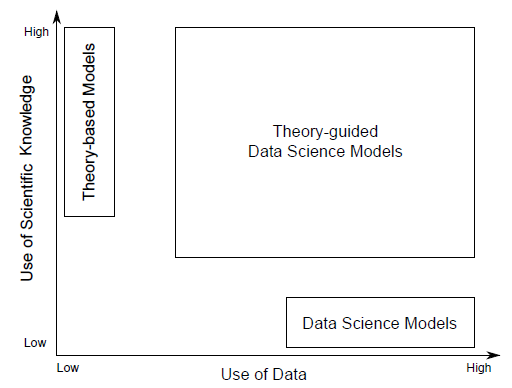 High
Use of Scientific Knowledge
Theory-based Models
Theory-guided
Data Science Models
Data Science Models
Low
Low
Use of Data
High